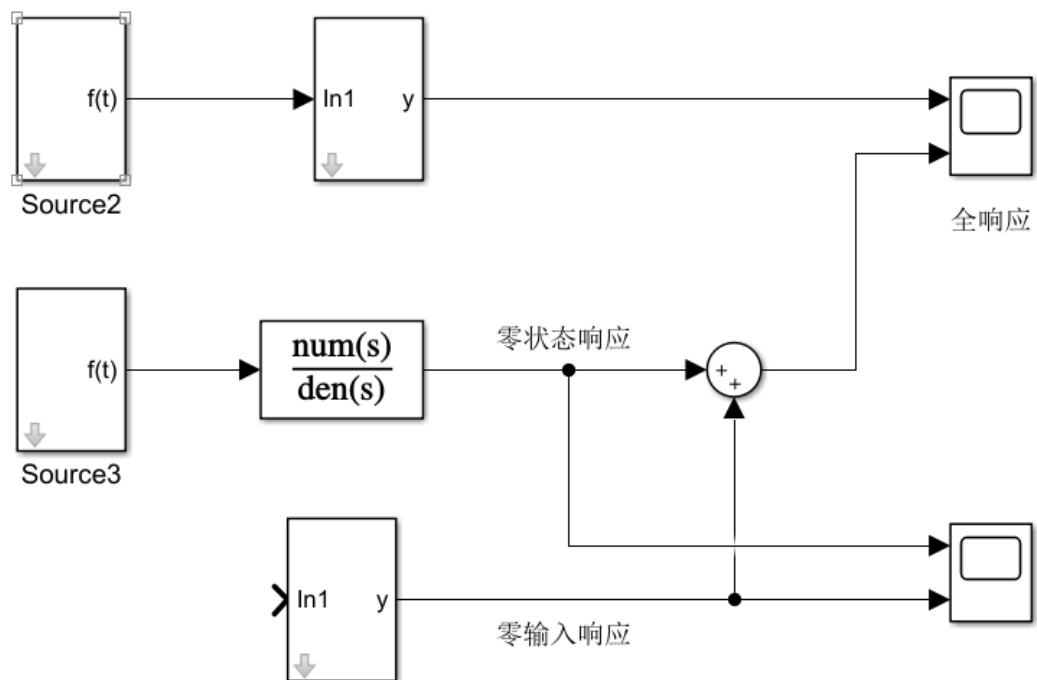 f(t)
In1
y
Source2
全响应
f(t)
num(s)
den(s)
零状态响应
+
+
Source3
In1
y
零输入响应